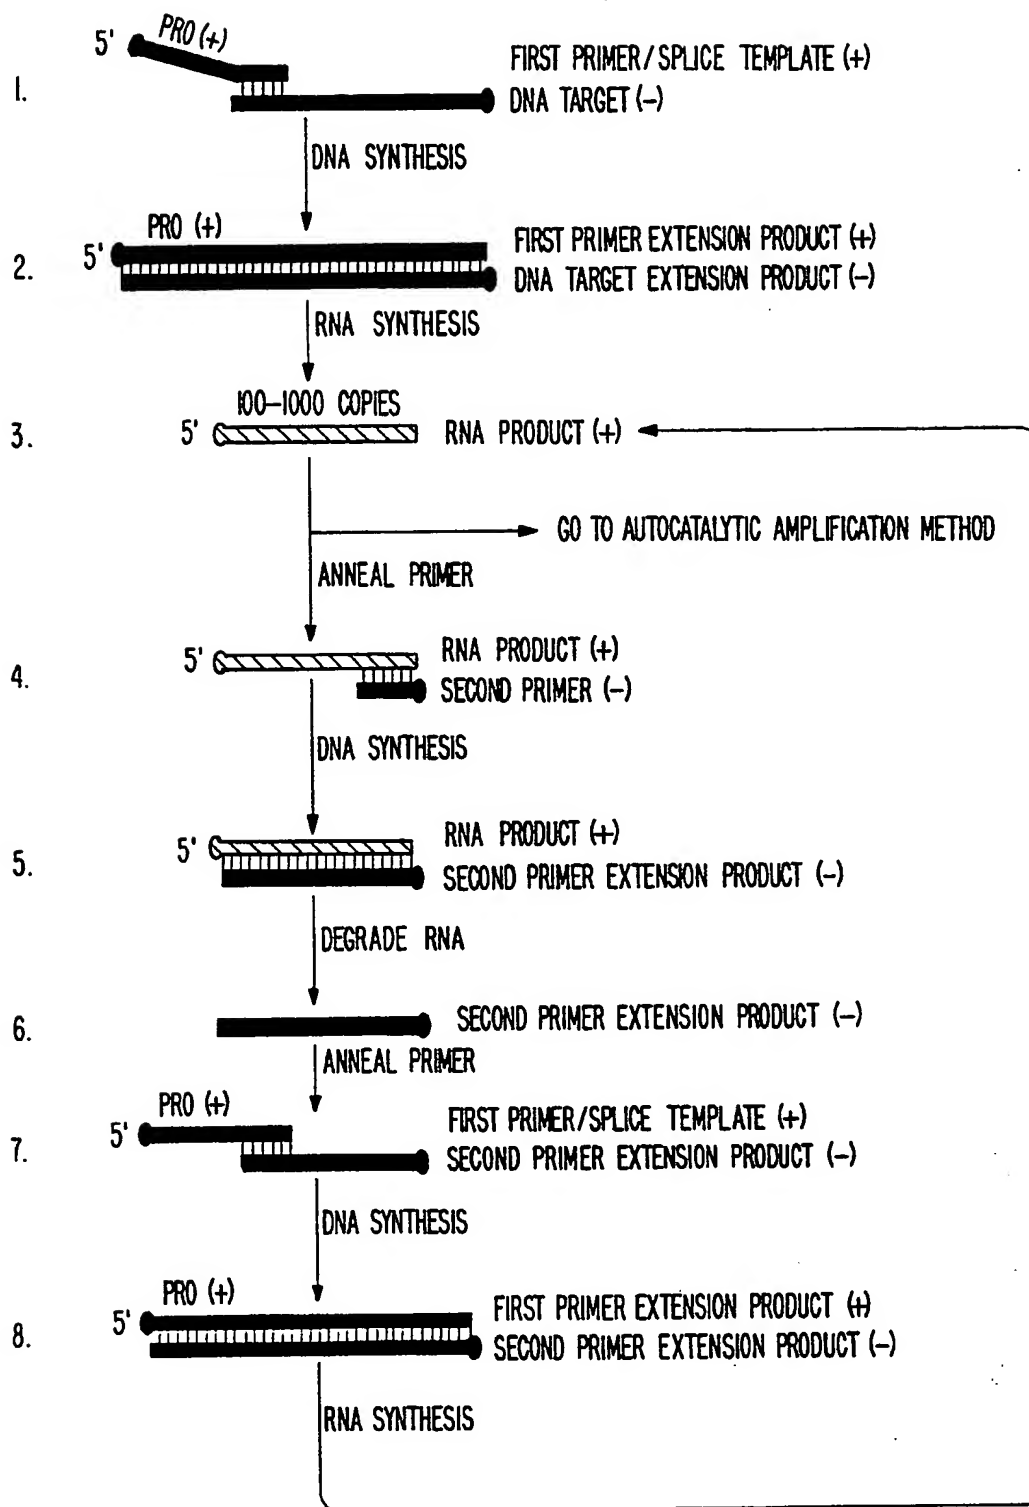 5' PRO (+)
1.
FIRST PRIMER/SPLICE TEMPLATE (+)
DNA TARGET (-)
DNA SYNTHESIS
PRO (+)
2.
5'
FIRST PRIMER EXTENSION PRODUCT (+)
DNA TARGET EXTENSION PRODUCT (-)
RNA SYNTHESIS
100-1000 COPIES
3.
5'
RNA PRODUCT (+)
GO TO AUTOCATALYTIC AMPLIFICATION METHOD
ANNEAL PRIMER
4.
5'
RNA PRODUCT (+)
SECOND PRIMER (-)
DNA SYNTHESIS
5.
5'
RNA PRODUCT (+)
SECOND PRIMER EXTENSION PRODUCT (-)
DEGRADE RNA
6.
SECOND PRIMER EXTENSION PRODUCT (-)
ANNEAL PRIMER
PRO (+)
7.
5'
FIRST PRIMER/SPLICE TEMPLATE (+)
SECOND PRIMER EXTENSION PRODUCT (-)
DNA SYNTHESIS
PRO (+)
8.
5'
FIRST PRIMER EXTENSION PRODUCT (+)
SECOND PRIMER EXTENSION PRODUCT (-)
RNA SYNTHESIS